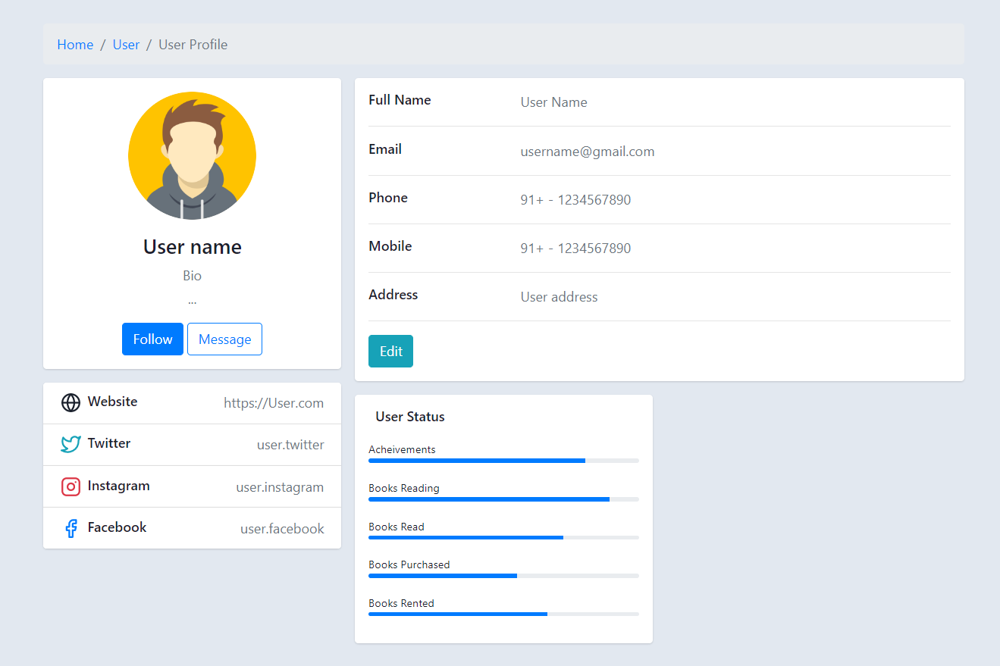 Home / User / User Profile
User name
Bio
...
Follow Message
Website https://User.com
Twitter user.twitter
Instagram user.instagram
Facebook user.facebook
Full Name User Name
Email username@gmail.com
Phone 91+ - 1234567890
Mobile 91+ - 1234567890
Address User address
Edit
User Status
Acheivements
Books Reading
Books Read
Books Purchased
Books Rented